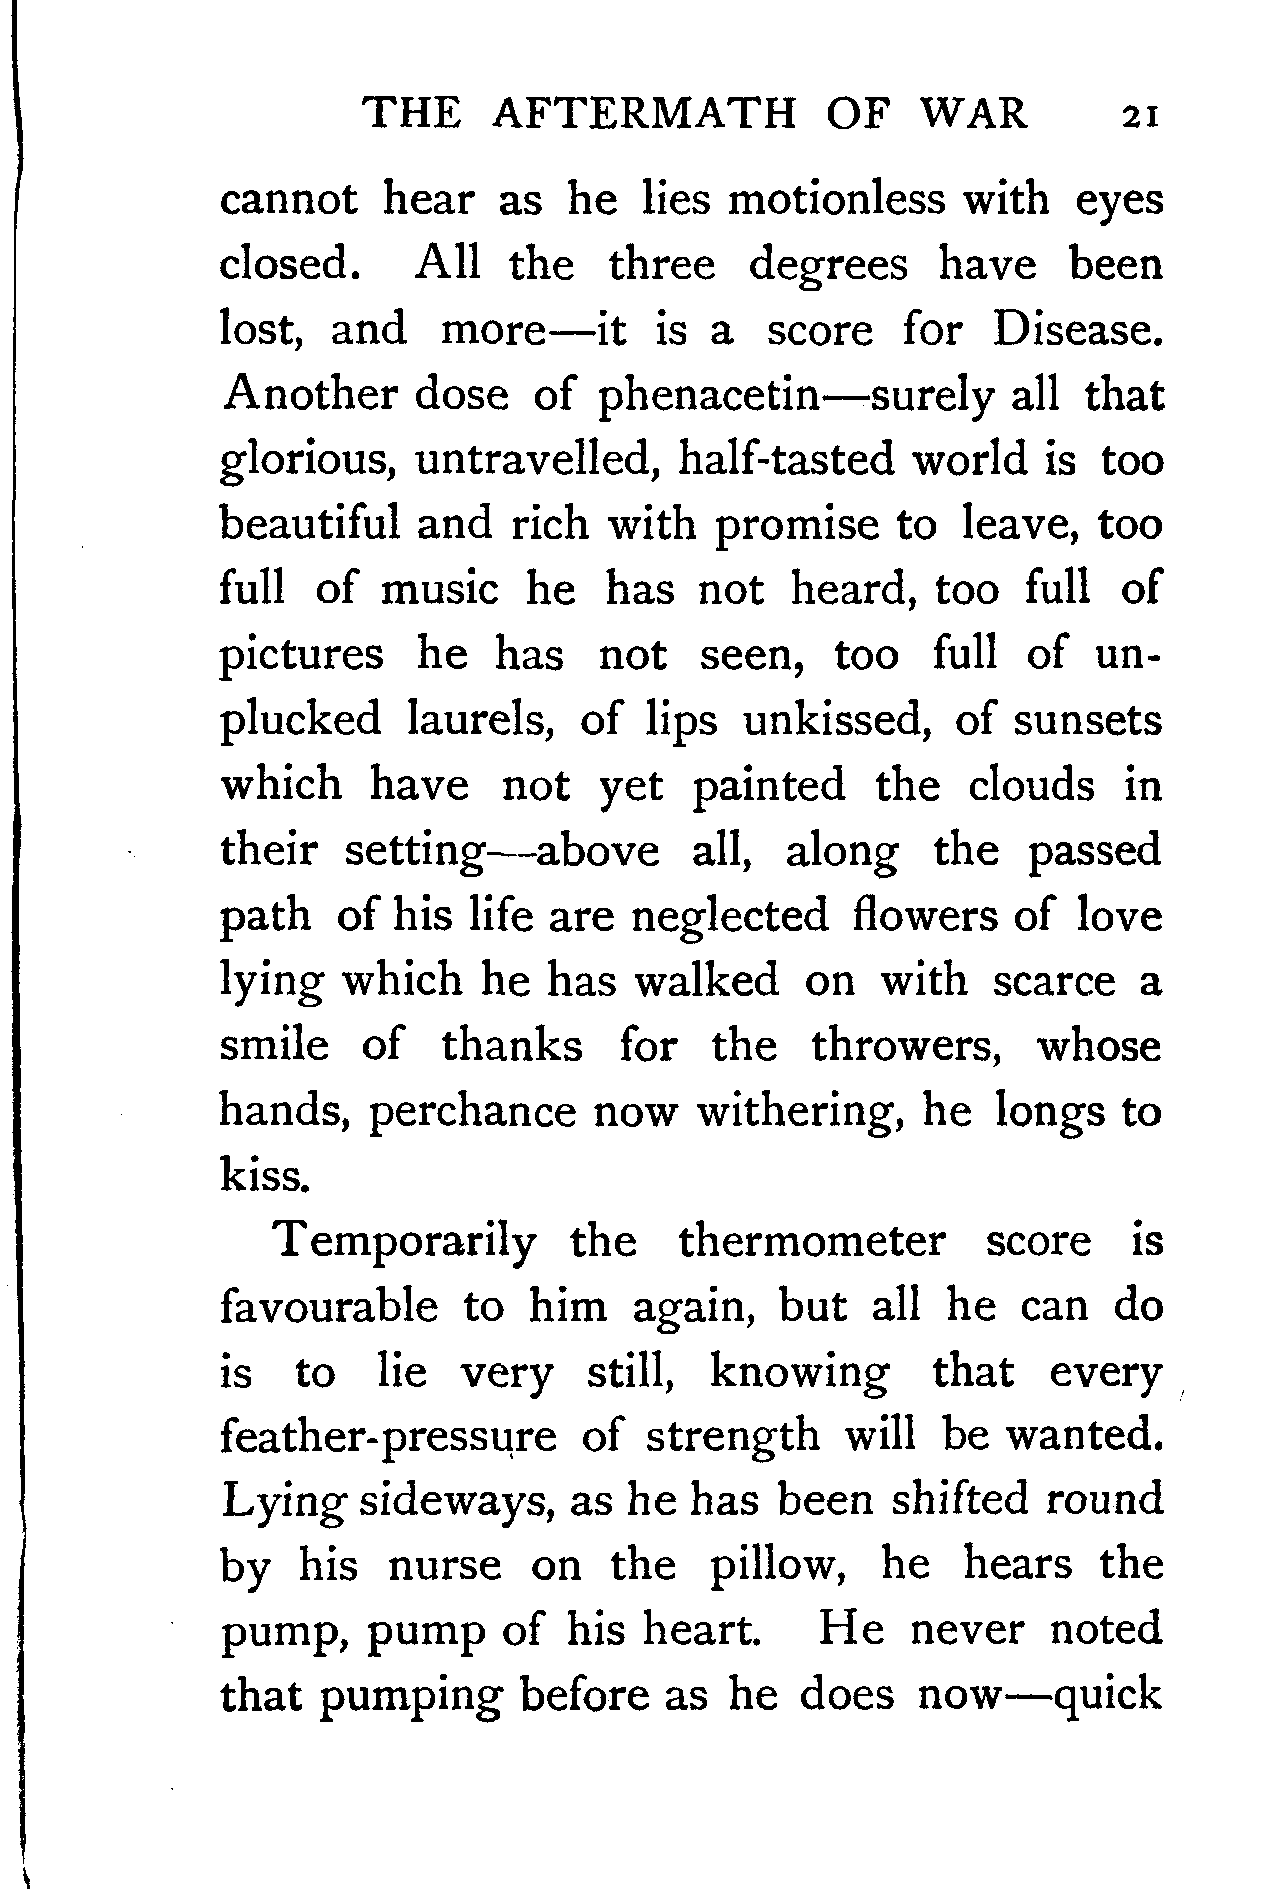 THE AFTERMATH OF WAR 21
cannot hear as he lies motionless with eyes
closed. All the three degrees have been
lost, and more—it is a score for Disease.
Another dose of phenacetin—surely all that
glorious, untravelled, half-tasted world is too
beautiful and rich with promise to leave, too
full of music he has not heard, too full of
pictures he has not seen, too full of un-
plucked laurels, of lips unkissed, of sunsets
which have not yet painted the clouds in
their setting—above all, along the passed
path of his life are neglected flowers of love
lying which he has walked on with scarce a
smile of thanks for the throwers, whose
hands, perchance now withering, he longs to
kiss.
Temporarily the thermometer score is
favourable to him again, but all he can do
is to lie very still, knowing that every
feather-pressure of strength will be wanted.
Lying sideways, as he has been shifted round
by his nurse on the pillow, he hears the
pump, pump of his heart. He never noted
that pumping before as he does now—quick